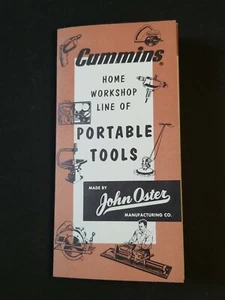 Cummins
HOME
WORKSHOP
LINE OF
PORTABLE
TOOLS
MADE BY
John Oster
MANUFACTURING CO.